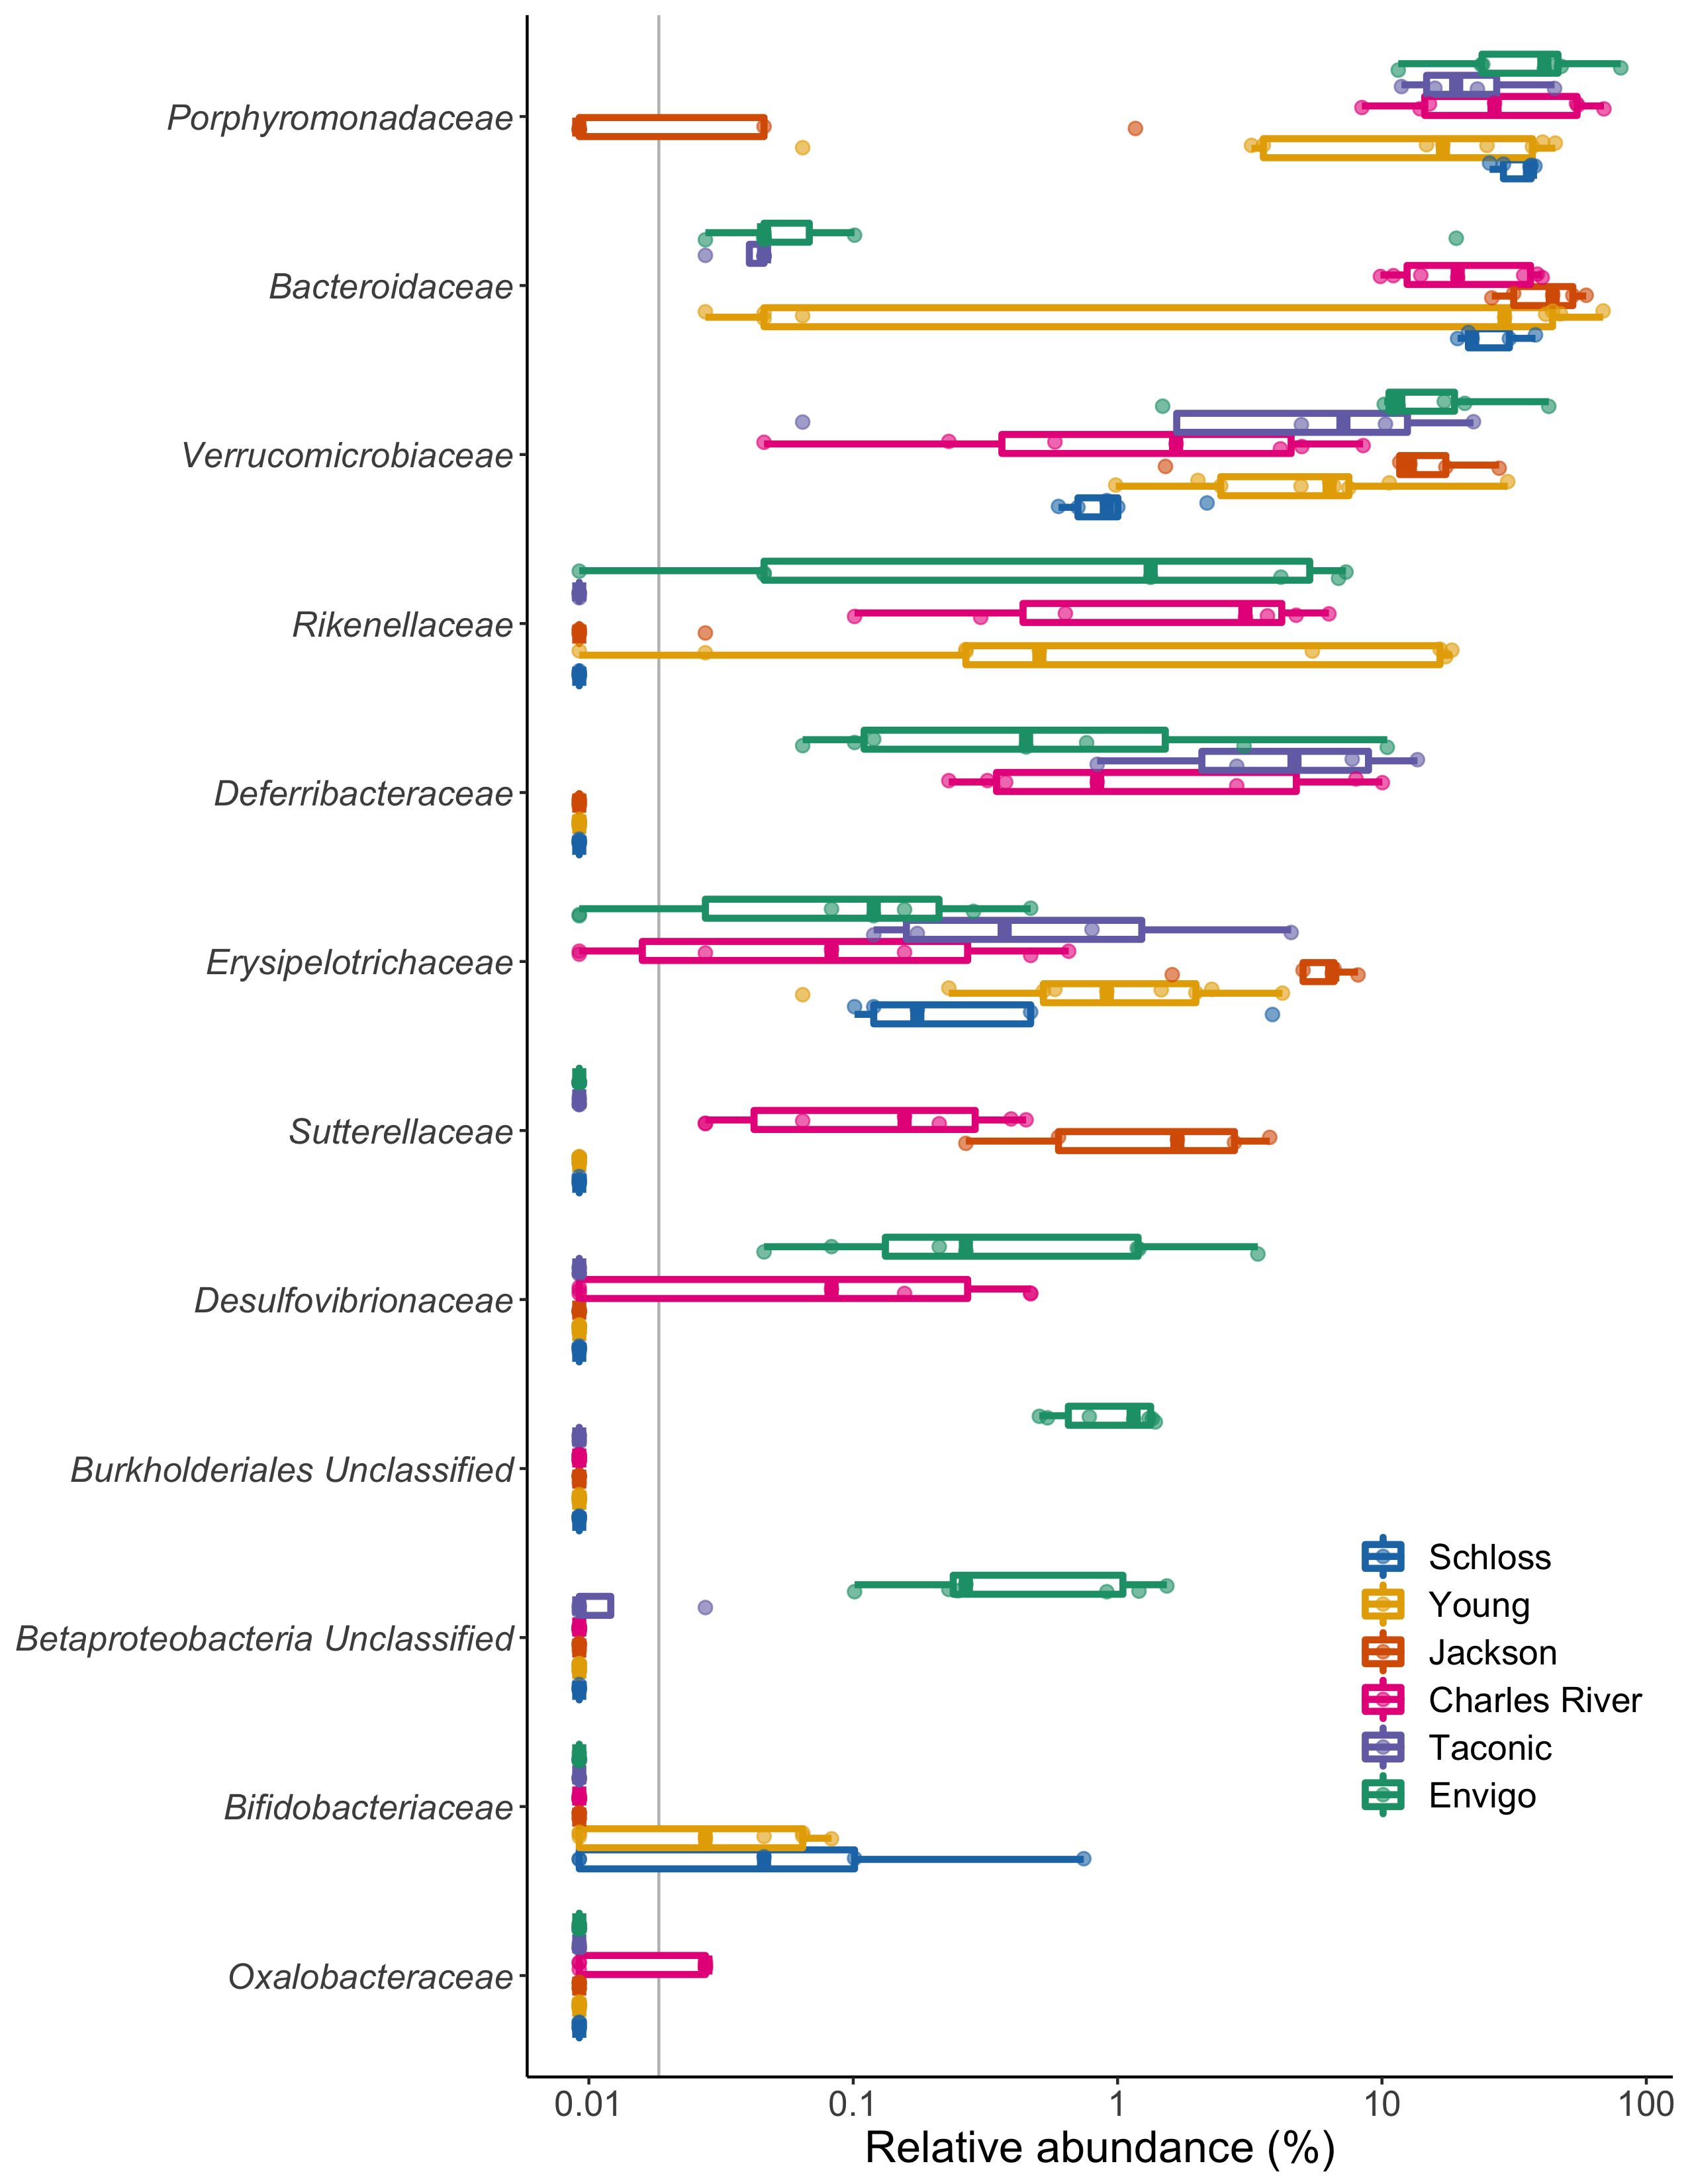 Porphyromonadaceae
Bacteroidaceae
Verrucomicrobiaceae
Rikenellaceae
Deferribacteraceae
Erysipelotrichaceae
Sutterellaceae
Desulfovibrionaceae
Burkholderiales Unclassified
Betaproteobacteria Unclassified
Bifidobacteriaceae
Oxalobacteraceae
Schloss
Young
Jackson
Charles River
Taconic
Envigo
0.01 0.1 1 10 100
Relative abundance (%)